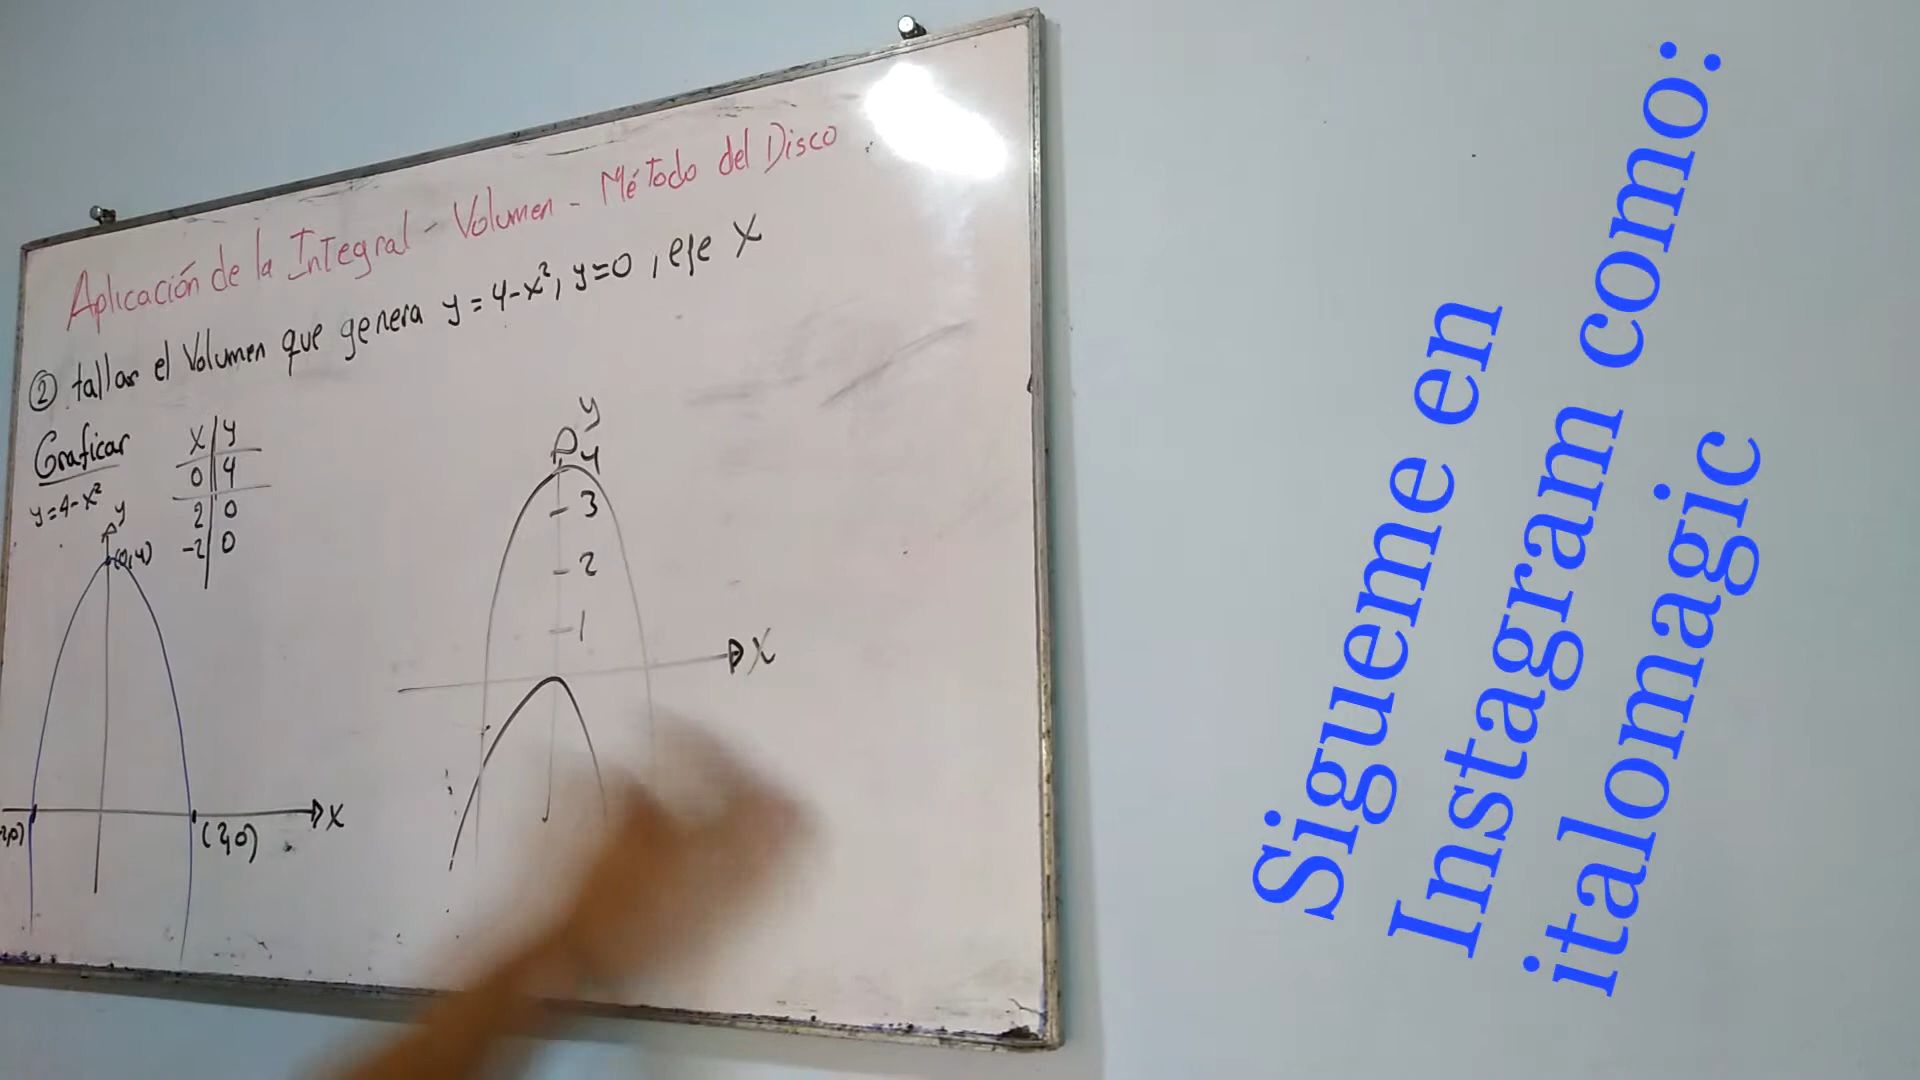 Aplicación de la Integral - Volumen - Método del Disco
② tallar el Volumen que genera y = 4-x², y=0, eje X
Graficar
y=4-x²
x | y
0 | 4
2 | 0
-2 | 0
y
(0,4)
(2,0)
X
y
4
3
2
1
X
Sigueme en
Instagram como:
italomagic